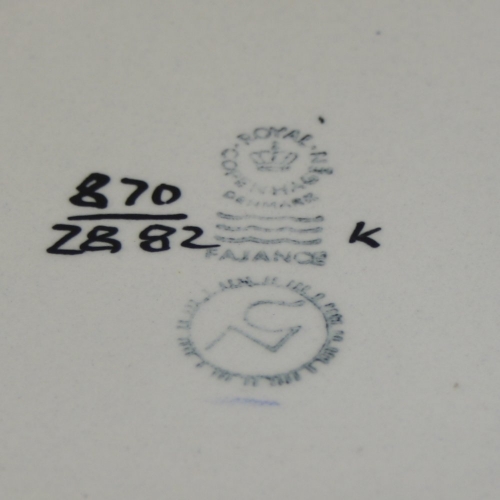 ROYAL
COPENHAGEN
DENMARK
870
2882
K
FAJANCE